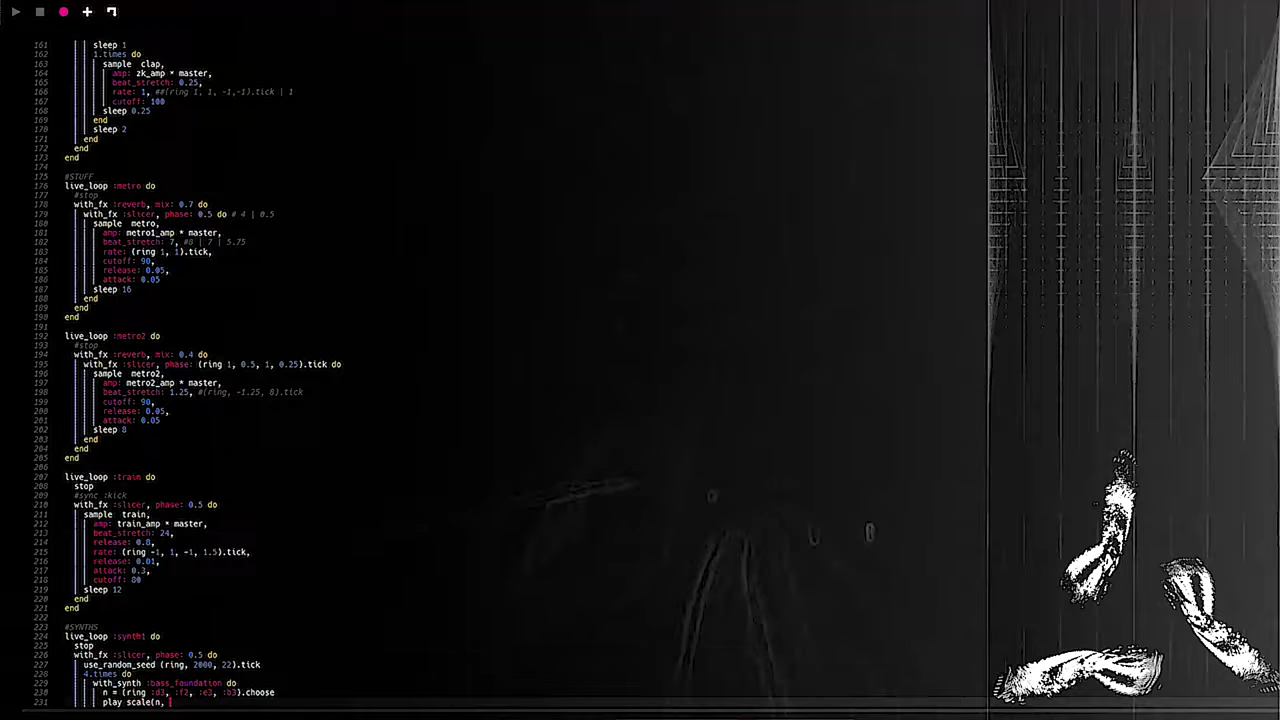 161 sleep 1
162 1.times do
163 sample clap,
164 amp: zk_amp * master,
165 beat_stretch: 0.25,
166 rate: 1, ##(ring 1, 1, -1,-1).tick | 1
167 cutoff: 100
168 sleep 0.25
169 end
170 sleep 2
171 end
172 end
173 end
174
175 #STUFF
176 live_loop :metro do
177 #stop
178 with_fx :reverb, mix: 0.7 do
179 with_fx :slicer, phase: 0.5 do # 4 | 0.5
180 sample metro,
181 amp: metro1_amp * master,
182 beat_stretch: 7, #8 | 7 | 5.75
183 rate: (ring 1, 1).tick,
184 cutoff: 90,
185 release: 0.05,
186 attack: 0.05
187 sleep 16
188 end
189 end
190 end
191
192 live_loop :metro2 do
193 #stop
194 with_fx :reverb, mix: 0.4 do
195 with_fx :slicer, phase: (ring 1, 0.5, 1, 0.25).tick do
196 sample metro2,
197 amp: metro2_amp * master,
198 beat_stretch: 1.25, #(ring, -1.25, 8).tick
199 cutoff: 90,
200 release: 0.05,
201 attack: 0.05
202 sleep 8
203 end
204 end
205 end
206
207 live_loop :train do
208 stop
209 #sync :kick
210 with_fx :slicer, phase: 0.5 do
211 sample train,
212 amp: train_amp * master,
213 beat_stretch: 24,
214 release: 0.8,
215 rate: (ring -1, 1, -1, 1.5).tick,
216 release: 0.01,
217 attack: 0.3,
218 cutoff: 80
219 sleep 12
220 end
221 end
222
223 #SYNTHS
224 live_loop :synth1 do
225 stop
226 with_fx :slicer, phase: 0.5 do
227 use_random_seed (ring, 2000, 22).tick
228 4.times do
229 with_synth :bass_foundation do
230 n = (ring :d3, :f2, :e3, :b3).choose
231 play scale(n,